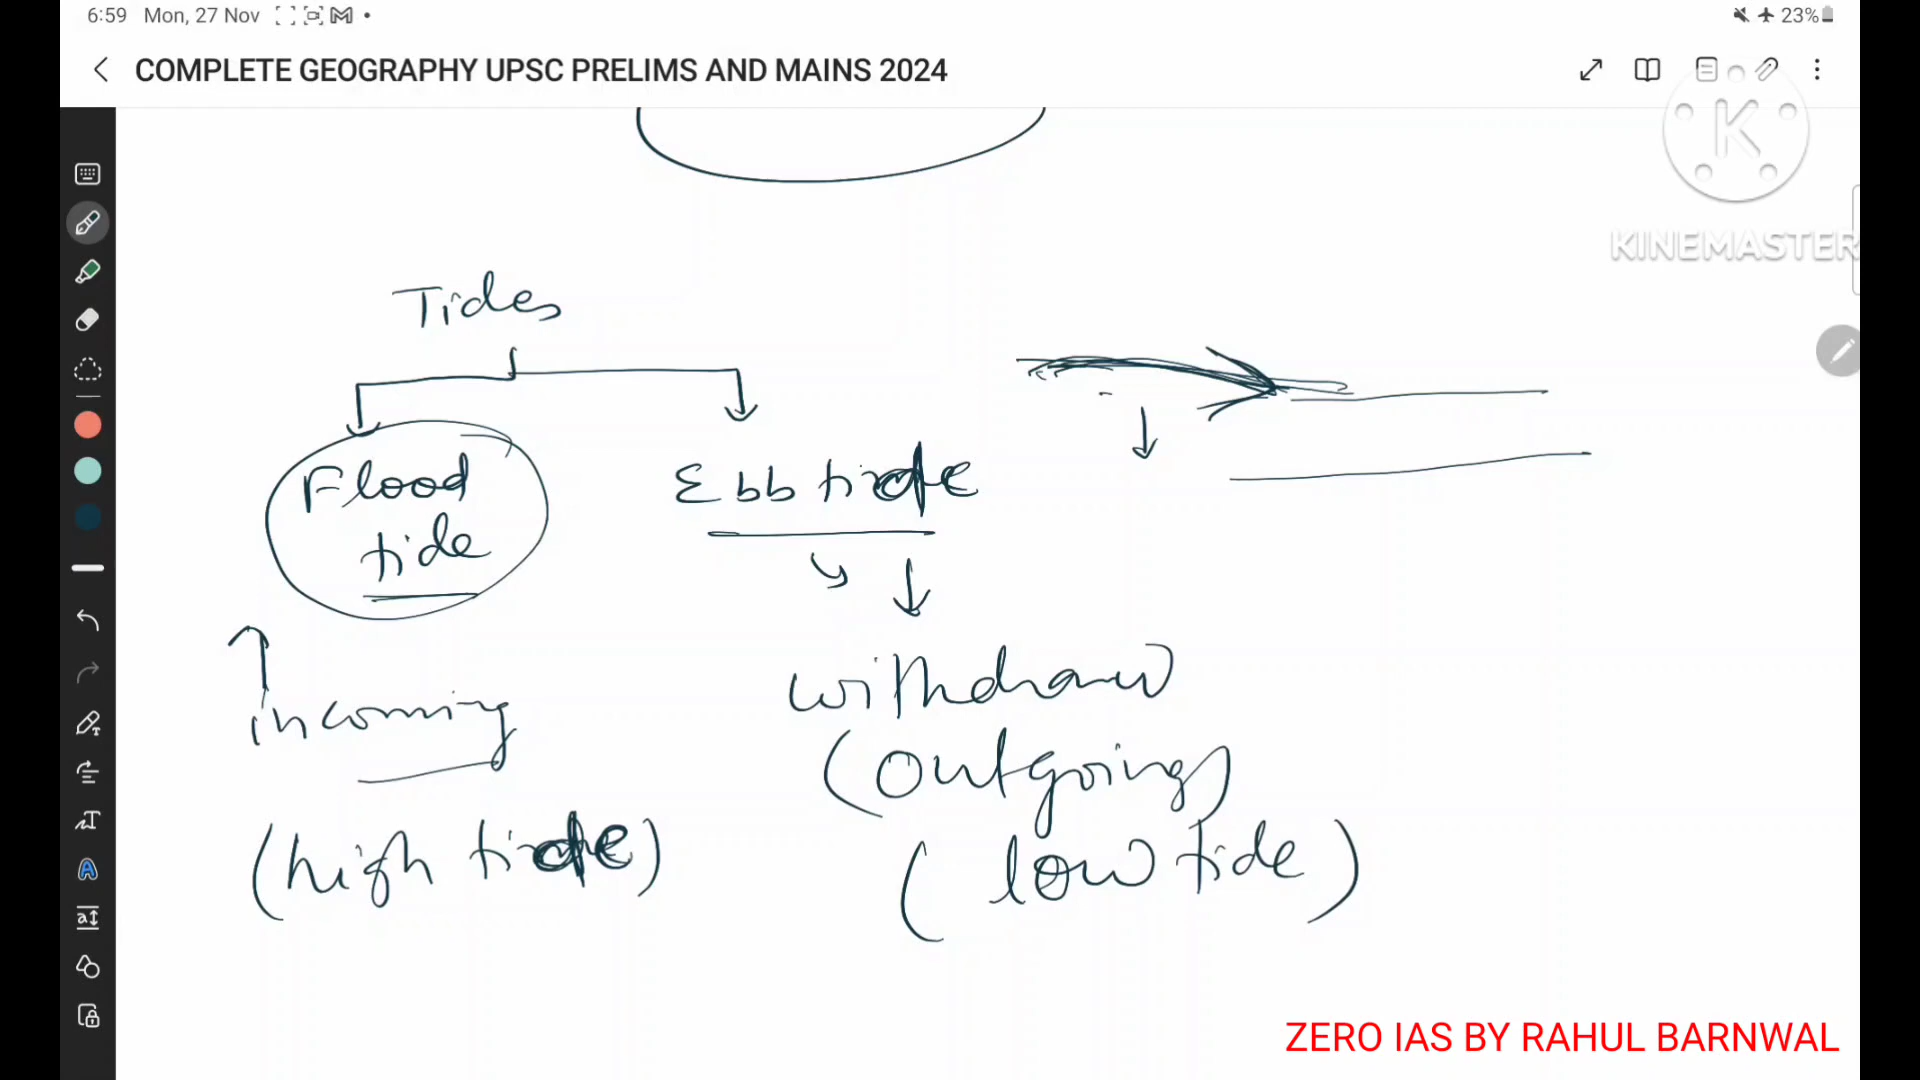 6:59 Mon, 27 Nov
23%
COMPLETE GEOGRAPHY UPSC PRELIMS AND MAINS 2024
K
KINEMASTER
Tides
Flood
tide
Ebb tide
incoming
(high tide)
withdraw
(outgoing)
(low tide)
ZERO IAS BY RAHUL BARNWAL